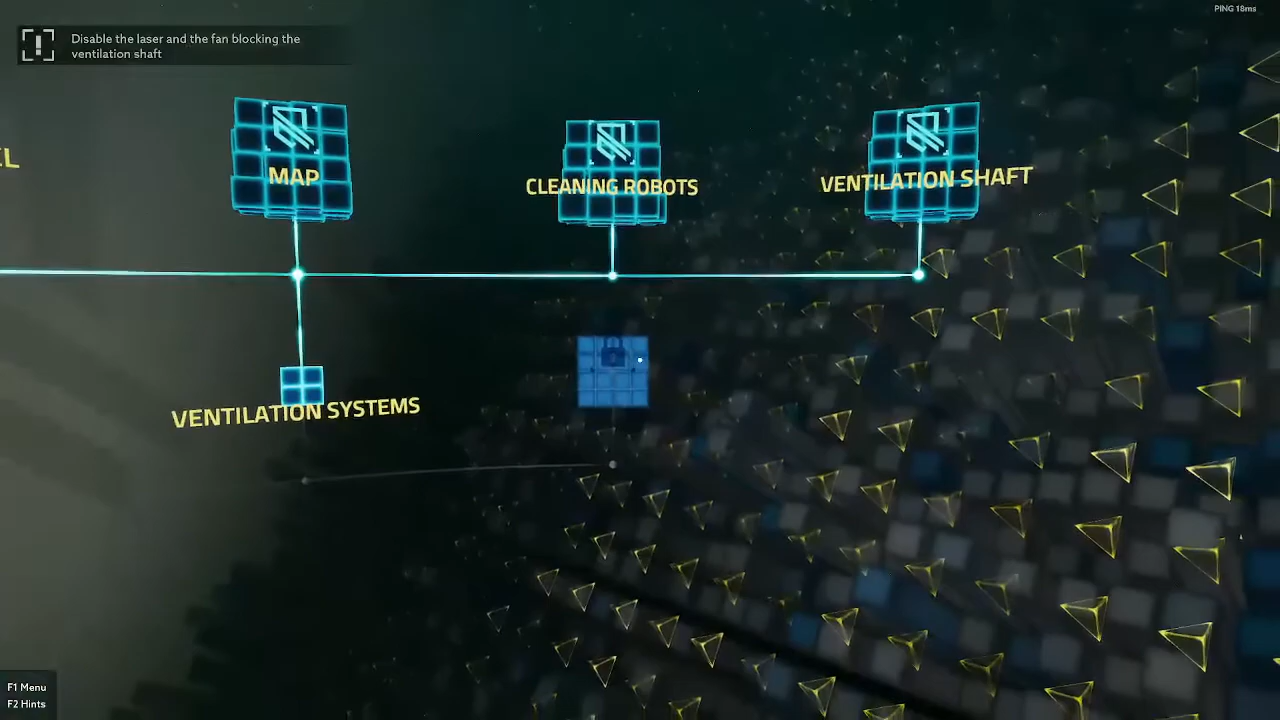 PING 18ms
Disable the laser and the fan blocking the
ventilation shaft
MAP
CLEANING ROBOTS
VENTILATION SHAFT
VENTILATION SYSTEMS
F1 Menu
F2 Hints